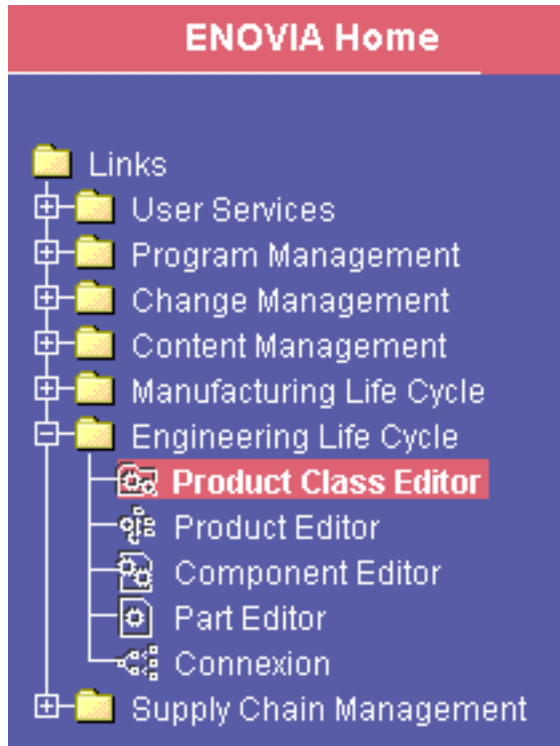 ENOVIA Home
Links
User Services
Program Management
Change Management
Content Management
Manufacturing Life Cycle
Engineering Life Cycle
Product Class Editor
Product Editor
Component Editor
Part Editor
Connexion
Supply Chain Management